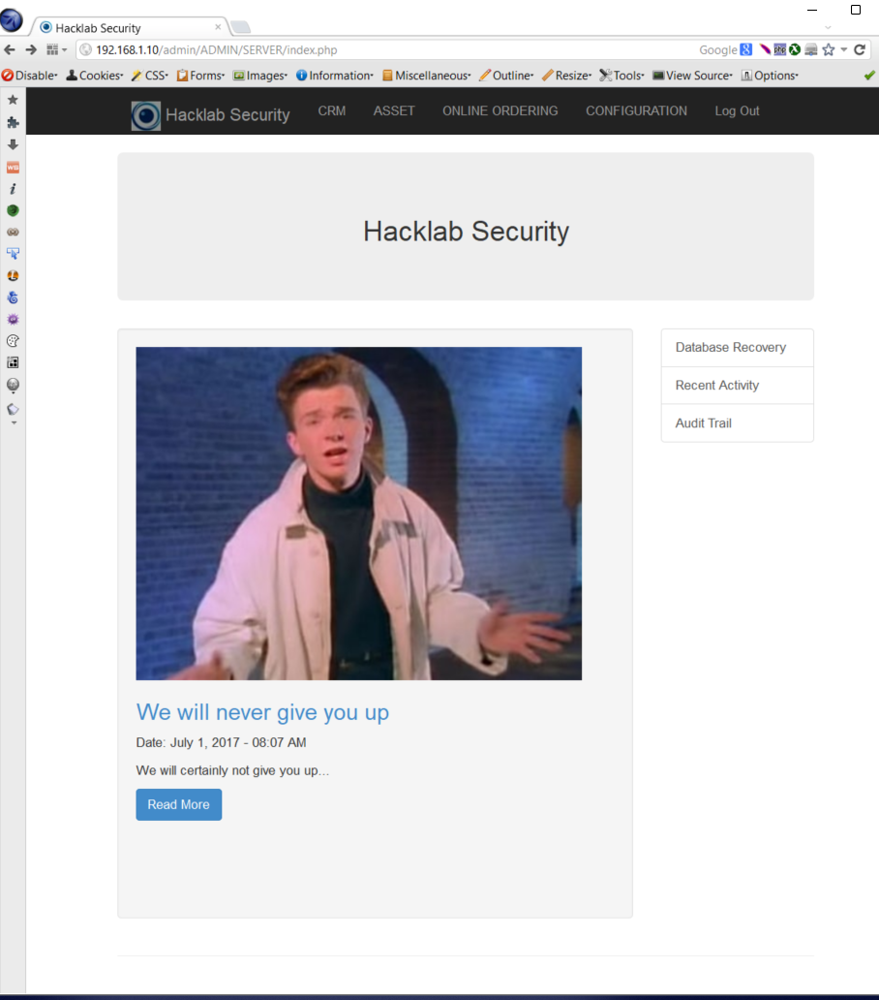 Hacklab Security ×
192.168.1.10/admin/ADMIN/SERVER/index.php Google 8 php
Disable Cookies CSS Forms Images Information Miscellaneous Outline Resize Tools View Source Options
Hacklab Security CRM ASSET ONLINE ORDERING CONFIGURATION Log Out
Hacklab Security
Database Recovery
Recent Activity
Audit Trail
We will never give you up
Date: July 1, 2017 - 08:07 AM
We will certainly not give you up...
Read More